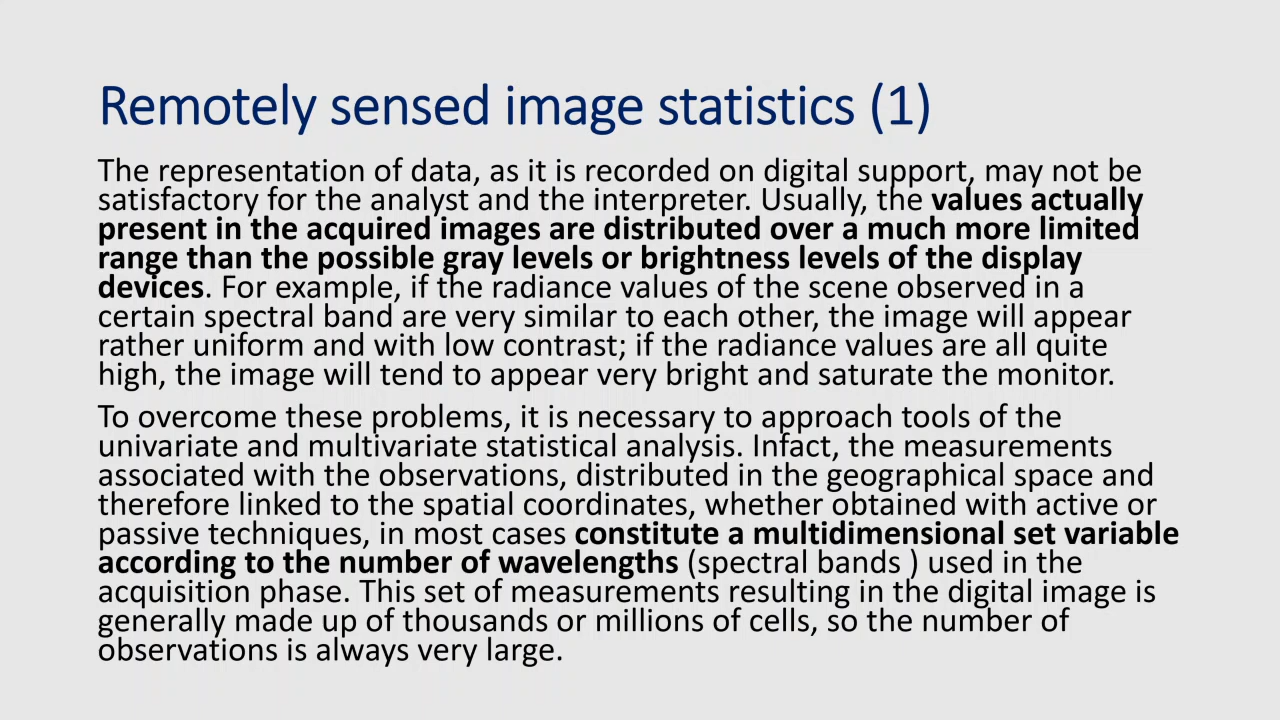 Remotely sensed image statistics (1)
The representation of data, as it is recorded on digital support, may not be
satisfactory for the analyst and the interpreter. Usually, the values actually
present in the acquired images are distributed over a much more limited
range than the possible gray levels or brightness levels of the display
devices. For example, if the radiance values of the scene observed in a
certain spectral band are very similar to each other, the image will appear
rather uniform and with low contrast; if the radiance values are all quite
high, the image will tend to appear very bright and saturate the monitor.
To overcome these problems, it is necessary to approach tools of the
univariate and multivariate statistical analysis. Infact, the measurements
associated with the observations, distributed in the geographical space and
therefore linked to the spatial coordinates, whether obtained with active or
passive techniques, in most cases constitute a multidimensional set variable
according to the number of wavelengths (spectral bands ) used in the
acquisition phase. This set of measurements resulting in the digital image is
generally made up of thousands or millions of cells, so the number of
observations is always very large.